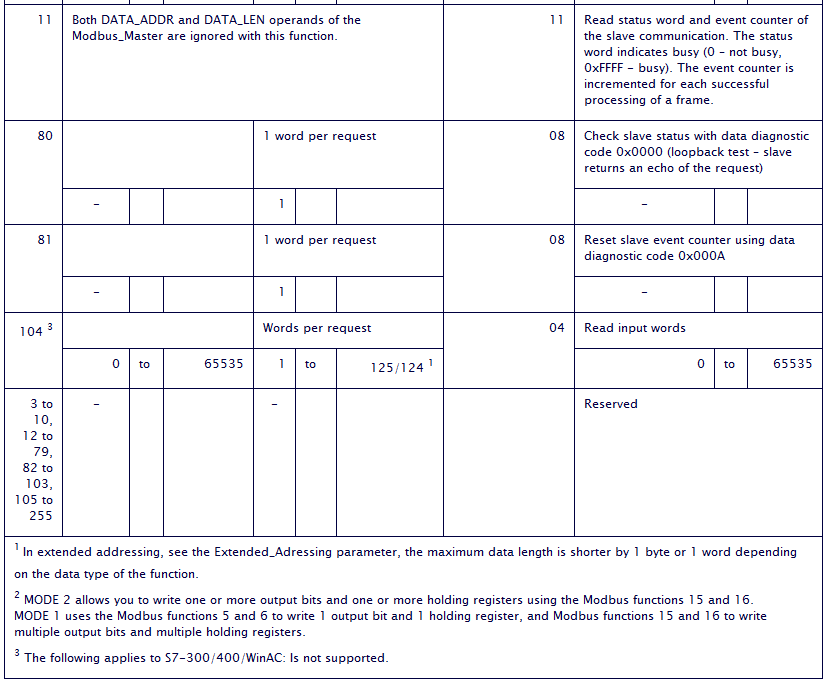 11 Both DATA_ADDR and DATA_LEN operands of the 11 Read status word and event counter of
Modbus_Master are ignored with this function. the slave communication. The status
word indicates busy (0 – not busy,
0xFFFF – busy). The event counter is
incremented for each successful
processing of a frame.
80 1 word per request 08 Check slave status with data diagnostic
code 0x0000 (loopback test – slave
returns an echo of the request)
– 1 –
81 1 word per request 08 Reset slave event counter using data
diagnostic code 0x000A
– 1 –
104 3 Words per request 04 Read input words
0 to 65535 1 to 125/124 1 0 to 65535
3 to – – Reserved
10,
12 to
79,
82 to
103,
105 to
255
1 In extended addressing, see the Extended_Adressing parameter, the maximum data length is shorter by 1 byte or 1 word depending
on the data type of the function.
2 MODE 2 allows you to write one or more output bits and one or more holding registers using the Modbus functions 15 and 16.
MODE 1 uses the Modbus functions 5 and 6 to write 1 output bit and 1 holding register, and Modbus functions 15 and 16 to write
multiple output bits and multiple holding registers.
3 The following applies to S7-300/400/WinAC: Is not supported.